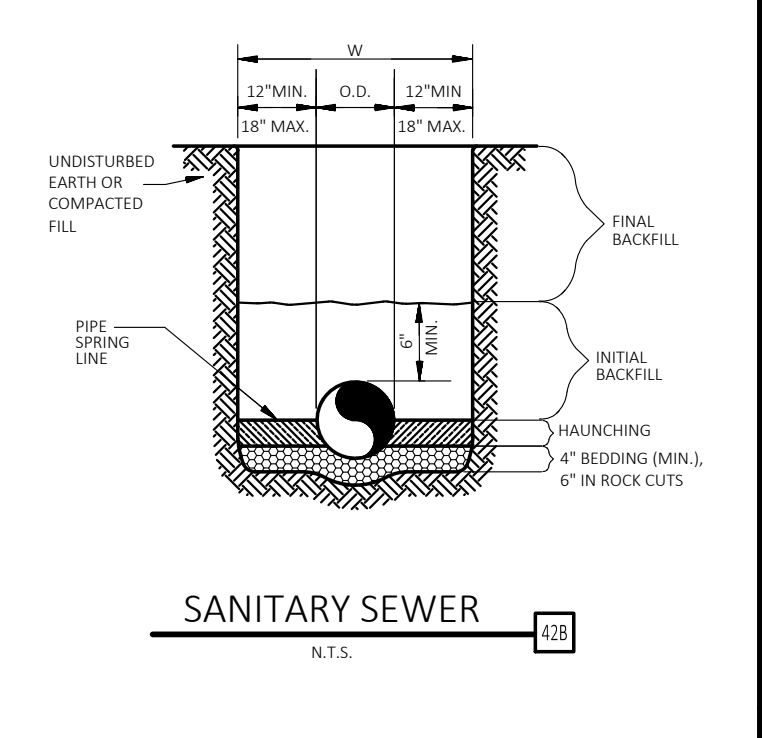 W
12"MIN.
O.D.
12"MIN
18" MAX.
18" MAX.
UNDISTURBED
EARTH OR
COMPACTED
FILL
FINAL
BACKFILL
PIPE
SPRING
LINE
6"
MIN.
INITIAL
BACKFILL
HAUNCHING
4" BEDDING (MIN.),
6" IN ROCK CUTS
SANITARY SEWER
42B
N.T.S.